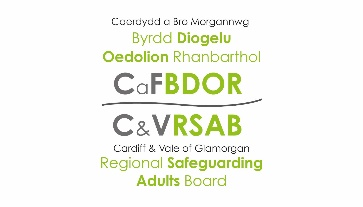 Caerdydd a Bro Morgannwg
Byrdd Diogelu
Oedolion Rhanbarthol
CaFBDOR
C&VRSAB
Cardiff & Vale of Glamorgan
Regional Safeguarding
Adults Board